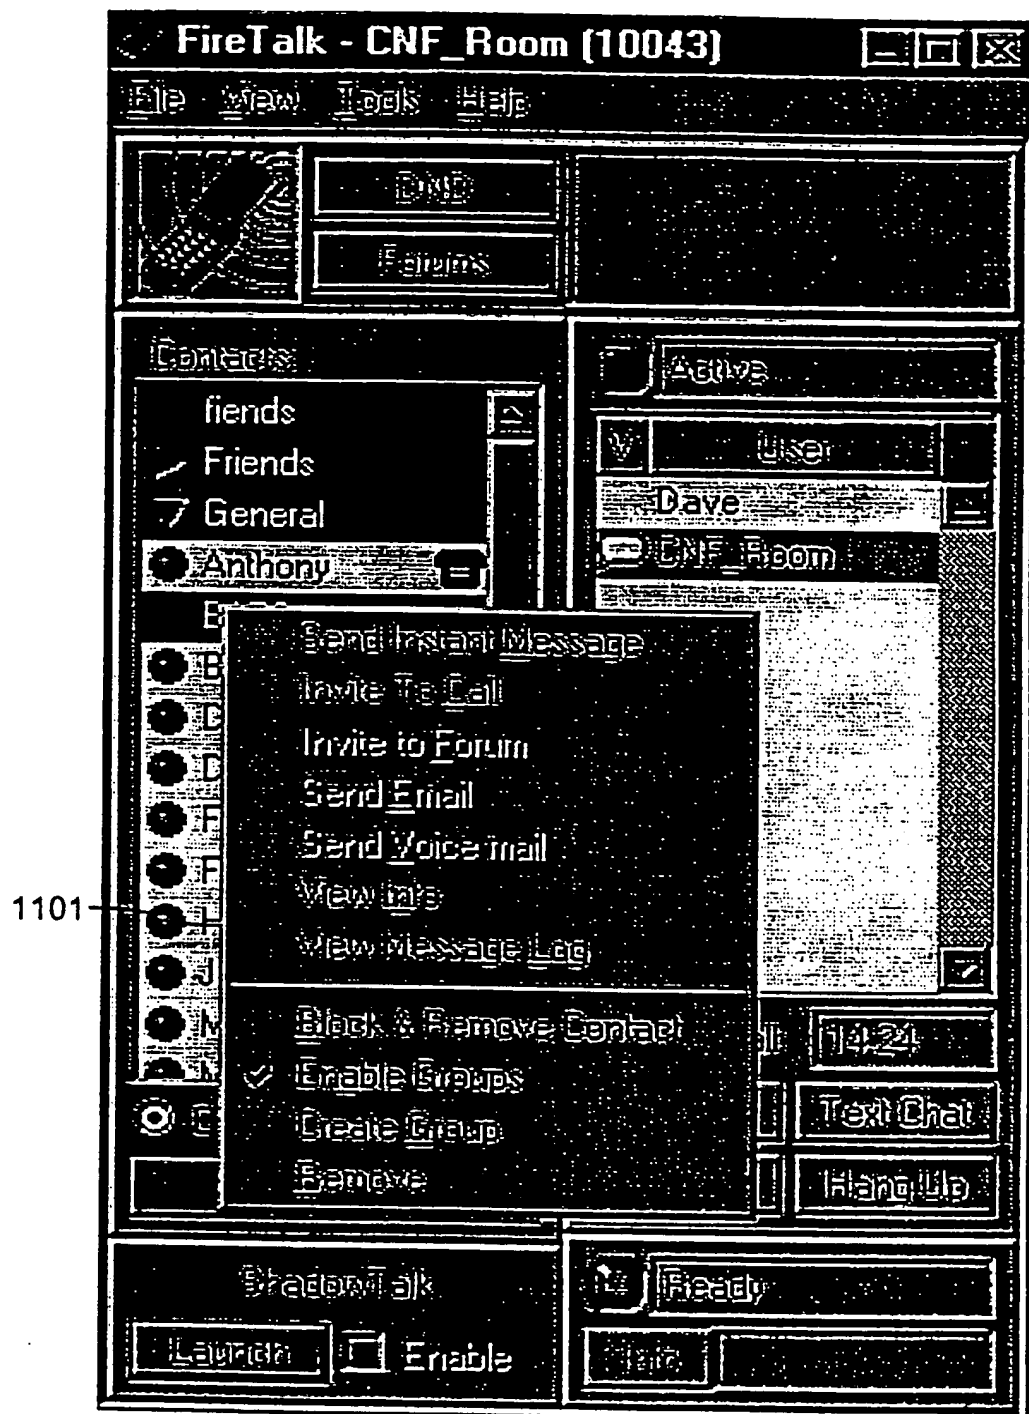 FireTalk - CNF_Room (10043)
File View Tools Help
DND
Forums
Contacts
Active
fiends
Friends
General
V User
Dave
Anthony
CNF_Room
Send Instant Message
Invite To Call
Invite to Forum
Send Email
Send Voice mail
View Info
View Message Log
1101
B
D
D
F
F
J
M
Block & Remove Contact
Enable Groups
Create Group
Remove
14:24
Text Chat
Hang Up
ShadowTalk
Ready
Launch
Enable